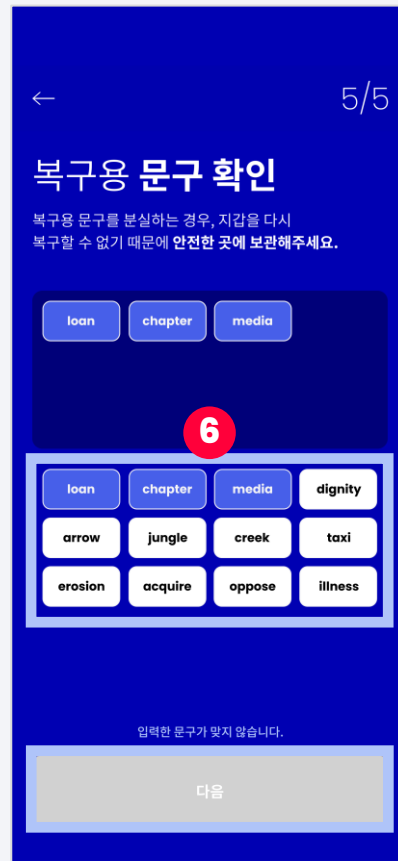 ←
5/5
복구용 문구 확인
복구용 문구를 분실하는 경우, 지갑을 다시
복구할 수 없기 때문에 안전한 곳에 보관해주세요.
loan chapter media
6
loan chapter media dignity
arrow jungle creek taxi
erosion acquire oppose illness
입력한 문구가 맞지 않습니다.
다음